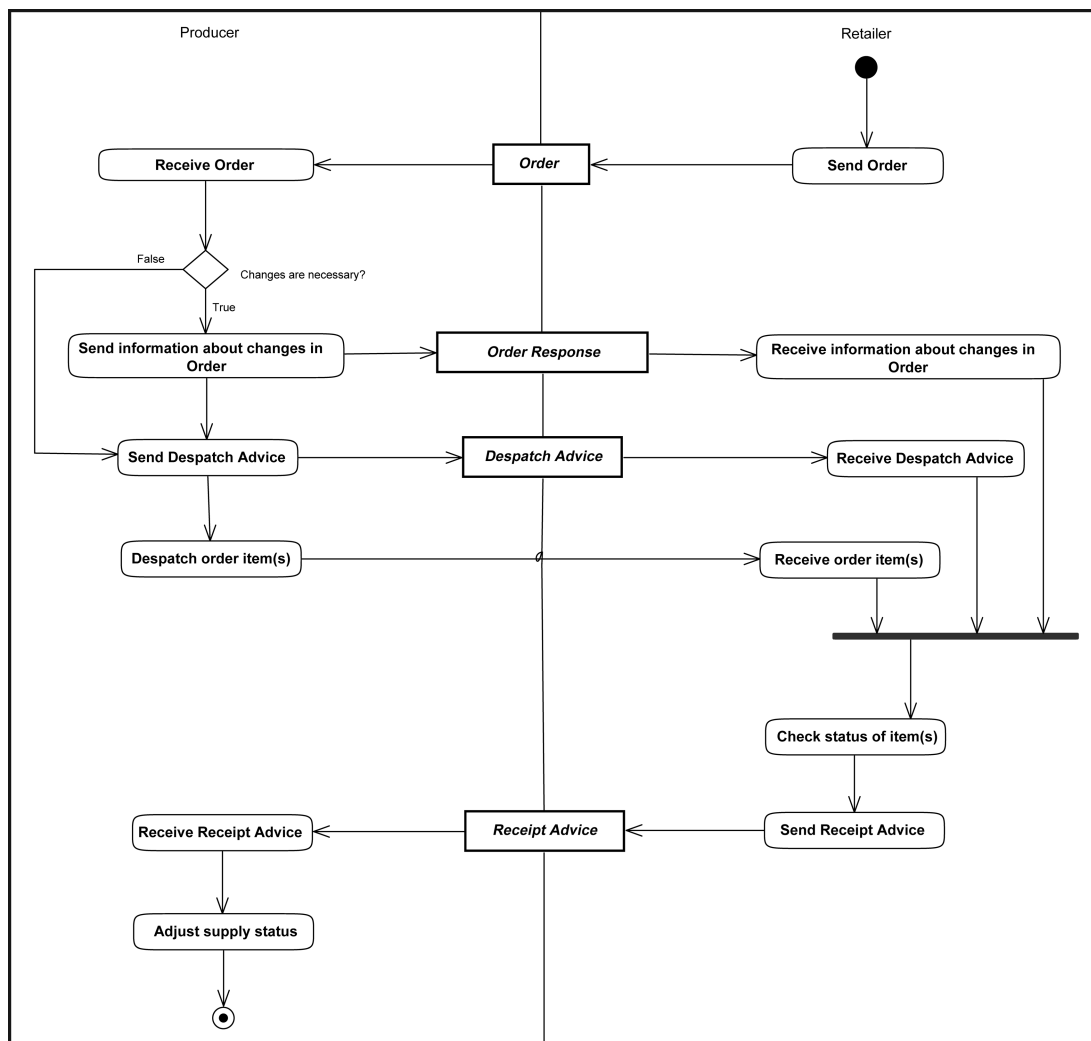 Producer
Retailer
Receive Order
Order
Send Order
False
Changes are necessary?
True
Send information about changes in
Order
Order Response
Receive information about changes in
Order
Send Despatch Advice
Despatch Advice
Receive Despatch Advice
Despatch order item(s)
Receive order item(s)
Check status of item(s)
Receive Receipt Advice
Receipt Advice
Send Receipt Advice
Adjust supply status